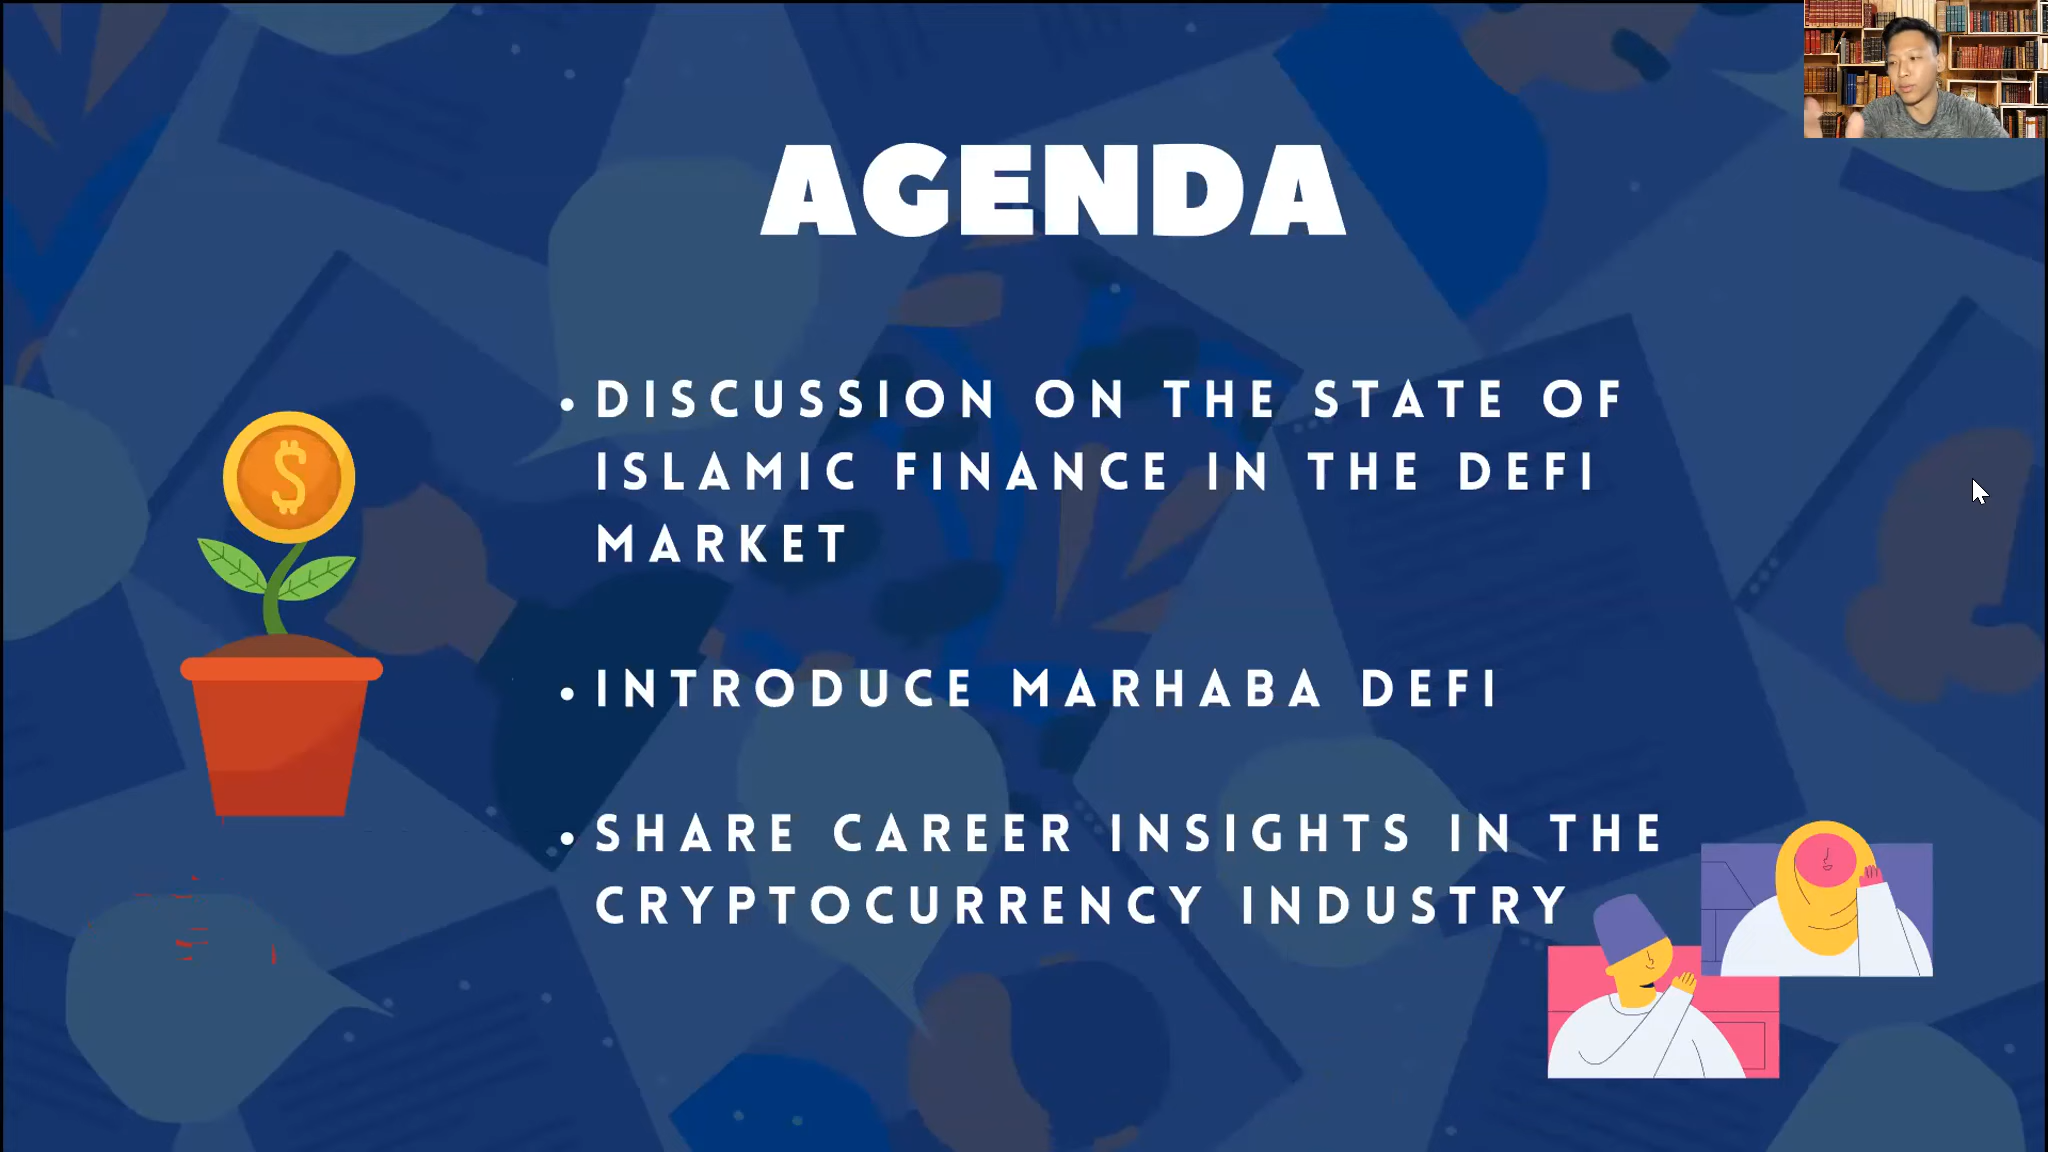 AGENDA
• DISCUSSION ON THE STATE OF
ISLAMIC FINANCE IN THE DEFI
MARKET
• INTRODUCE MARHABA DEFI
• SHARE CAREER INSIGHTS IN THE
CRYPTOCURRENCY INDUSTRY